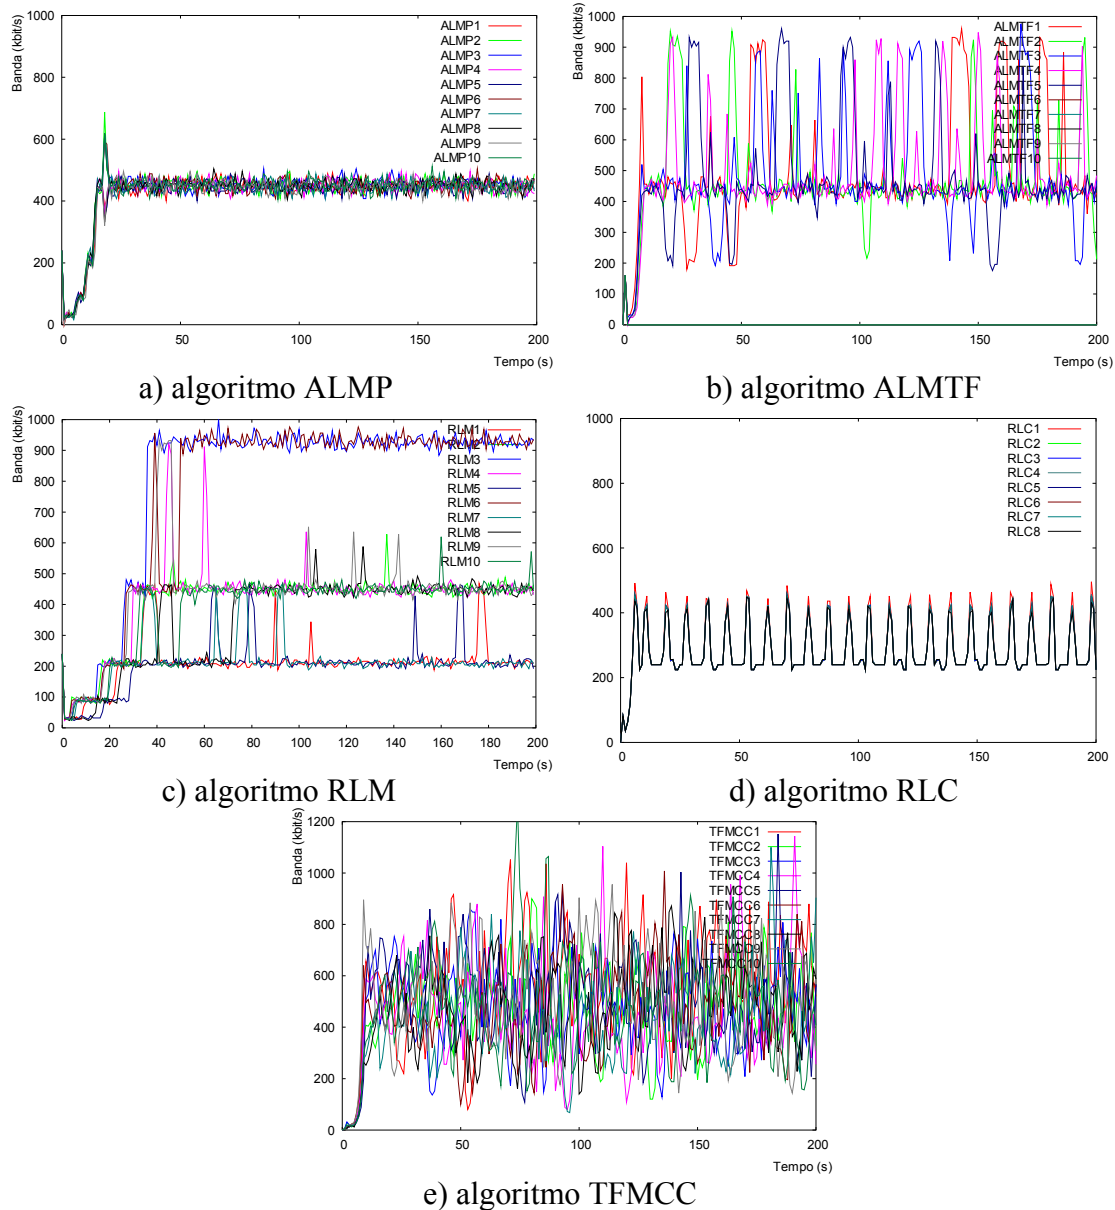 Banda (kbit/s)
1000
800
600
400
200
0
0 50 100 150 200
Tempo (s)
ALMP1
ALMP2
ALMP3
ALMP4
ALMP5
ALMP6
ALMP7
ALMP8
ALMP9
ALMP10
a) algoritmo ALMP
Banda (kbit/s)
1000
900
800
700
600
500
400
300
200
100
0
0 50 100 150 200
Tempo (s)
ALMTF1
ALMTF2
ALMTF3
ALMTF4
ALMTF5
ALMTF6
ALMTF7
ALMTF8
ALMTF9
ALMTF10
b) algoritmo ALMTF
Banda (kbit/s)
1000
900
800
700
600
500
400
300
200
100
0
0 20 40 60 80 100 120 140 160 180 200
Tempo (s)
RLM1
RLM2
RLM3
RLM4
RLM5
RLM6
RLM7
RLM8
RLM9
RLM10
c) algoritmo RLM
Banda (kbit/s)
1000
800
600
400
200
0
0 50 100 150 200
Tempo (s)
RLC1
RLC2
RLC3
RLC4
RLC5
RLC6
RLC7
RLC8
d) algoritmo RLC
Banda (kbit/s)
1200
1000
800
600
400
200
0
0 50 100 150 200
Tempo (s)
TFMCC1
TFMCC2
TFMCC3
TFMCC4
TFMCC5
TFMCC6
TFMCC7
TFMCC8
TFMCC9
TFMCC10
e) algoritmo TFMCC